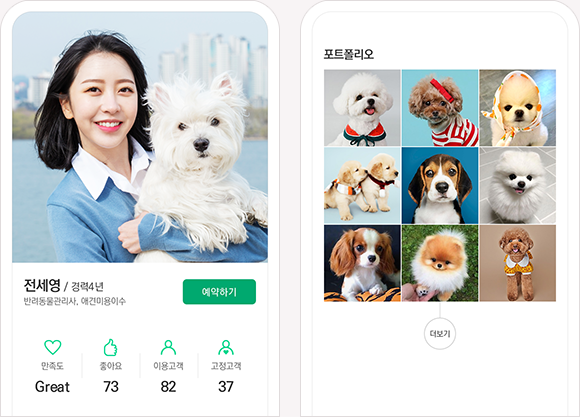 전세영 / 경력4년
반려동물관리사, 애견미용이수
예약하기
만족도 좋아요 이용고객 고정고객
Great 73 82 37
포트폴리오
더보기